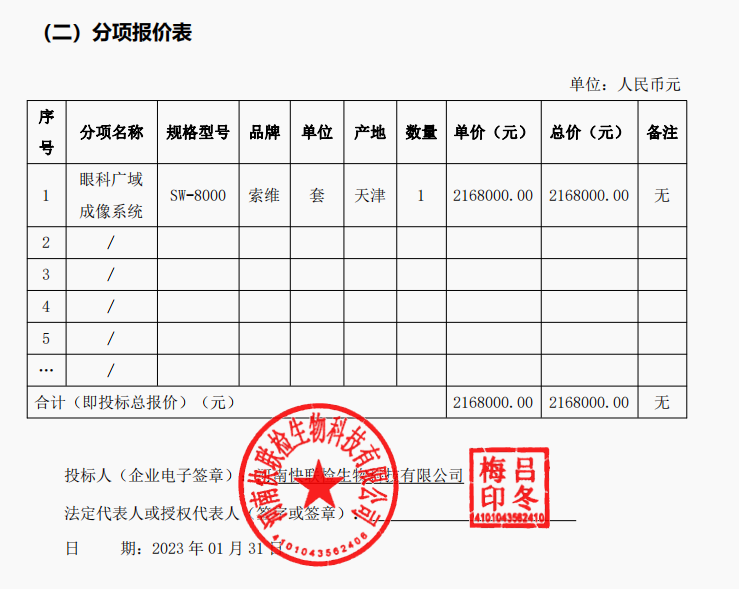 （二）分项报价表
单位：人民币元
序号 分项名称 规格型号 品牌 单位 产地 数量 单价（元） 总价（元） 备注
1 眼科广域成像系统 SW-8000 索维 套 天津 1 2168000.00 2168000.00 无
2 /
3 /
4 /
5 /
… /
合计（即投标总报价）（元） 2168000.00 2168000.00 无
投标人（企业电子签章） 河南快联检生物科技有限公司
法定代表人或授权代表人（签字或签章）：
日 期：2023 年 01 月 31 日
河南快联检生物科技有限公司
4101043562406
梅吕
印冬
4101043562410